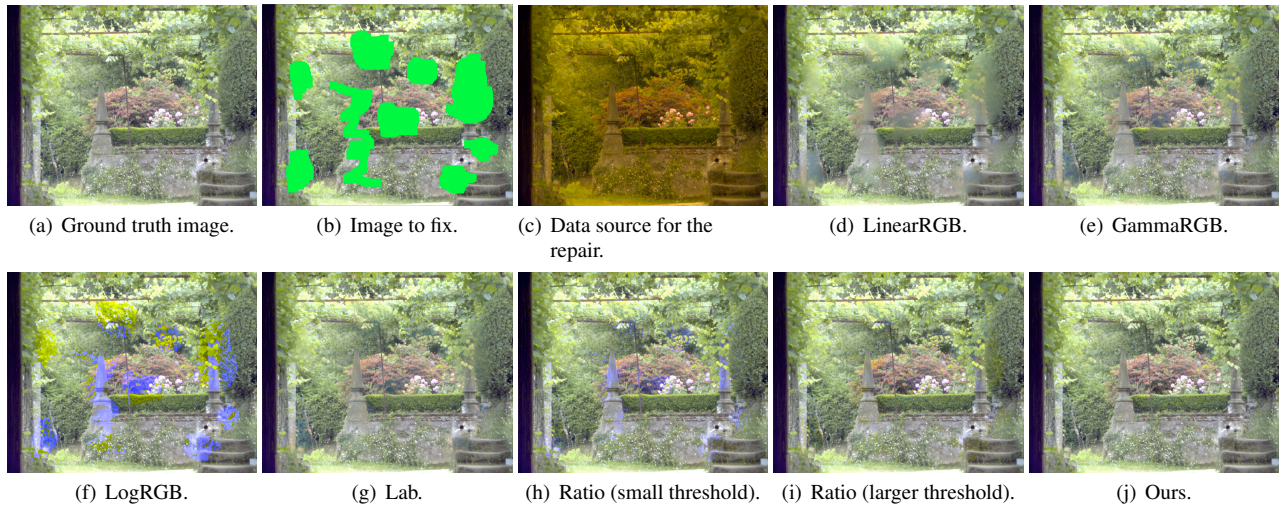 (a) Ground truth image.
(b) Image to fix.
(c) Data source for the
repair.
(d) LinearRGB.
(e) GammaRGB.
(f) LogRGB.
(g) Lab.
(h) Ratio (small threshold).
(i) Ratio (larger threshold).
(j) Ours.